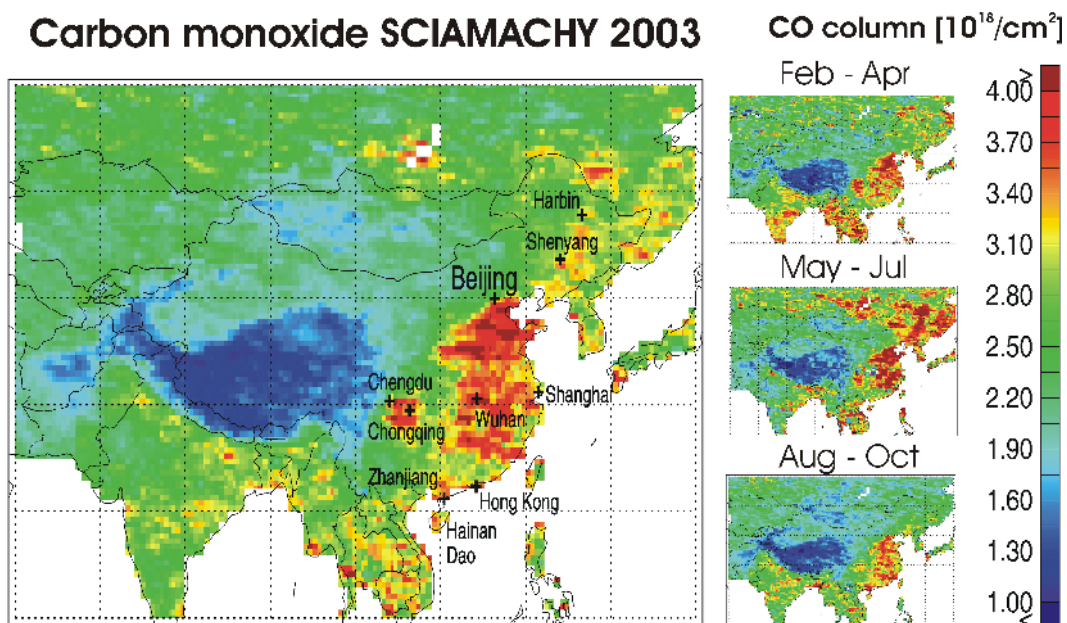 Carbon monoxide SCIAMACHY 2003
CO column [10¹⁸/cm²]
Harbin
Shenyang
Beijing
Chengdu
Shanghai
Chongqing
Wuhan
Zhanjiang
Hong Kong
Hainan
Dao
Feb - Apr
May - Jul
Aug - Oct
>
4.00
3.70
3.40
3.10
2.80
2.50
2.20
1.90
1.60
1.30
1.00
<